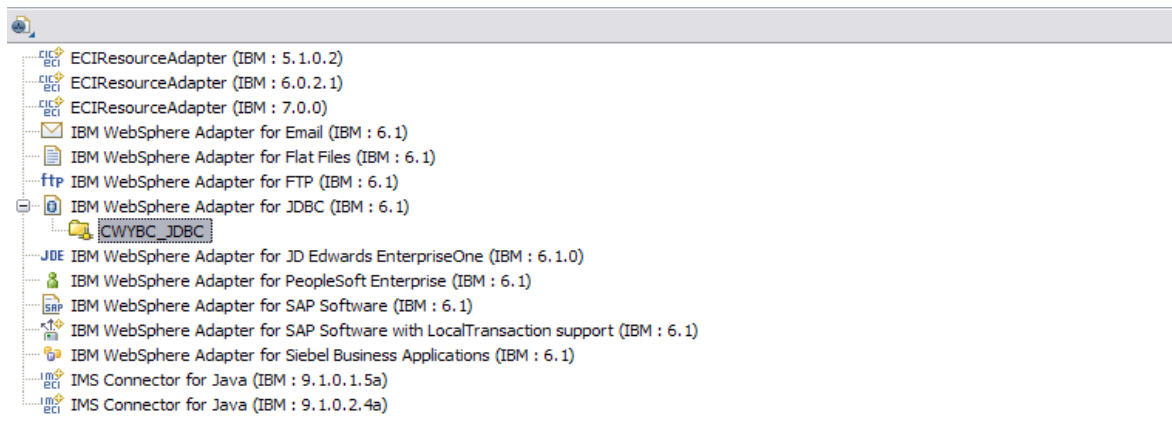 ECIResourceAdapter (IBM : 5.1.0.2)
ECIResourceAdapter (IBM : 6.0.2.1)
ECIResourceAdapter (IBM : 7.0.0)
IBM WebSphere Adapter for Email (IBM : 6.1)
IBM WebSphere Adapter for Flat Files (IBM : 6.1)
ftp IBM WebSphere Adapter for FTP (IBM : 6.1)
IBM WebSphere Adapter for JDBC (IBM : 6.1)
CWYBC_JDBC
JDE IBM WebSphere Adapter for JD Edwards EnterpriseOne (IBM : 6.1.0)
IBM WebSphere Adapter for PeopleSoft Enterprise (IBM : 6.1)
SAP IBM WebSphere Adapter for SAP Software (IBM : 6.1)
IBM WebSphere Adapter for SAP Software with LocalTransaction support (IBM : 6.1)
IBM WebSphere Adapter for Siebel Business Applications (IBM : 6.1)
IMS Connector for Java (IBM : 9.1.0.1.5a)
IMS Connector for Java (IBM : 9.1.0.2.4a)